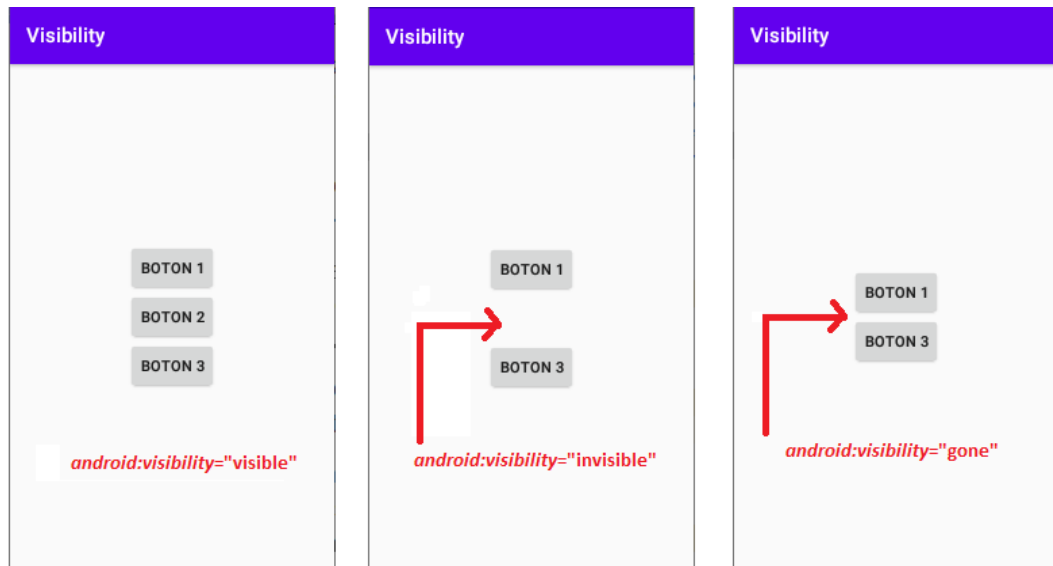 Visibility
BOTON 1
BOTON 2
BOTON 3
android:visibility="visible"
Visibility
BOTON 1
BOTON 3
android:visibility="invisible"
Visibility
BOTON 1
BOTON 3
android:visibility="gone"